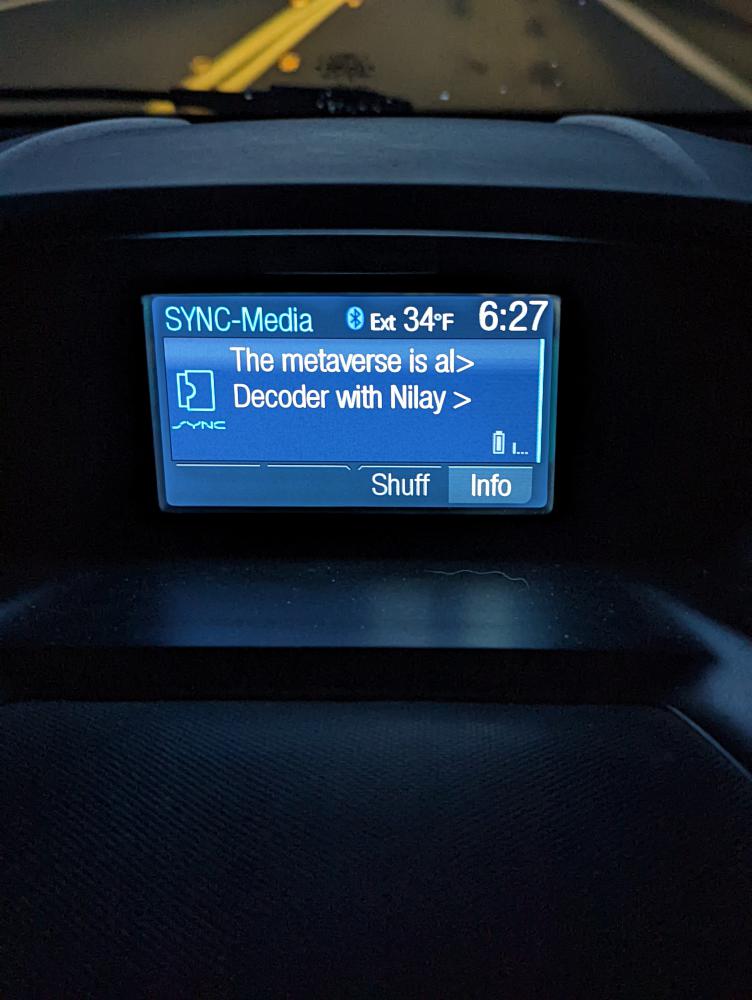 SYNC-Media Ext 34°F 6:27
The metaverse is al>
Decoder with Nilay >
SYNC
Shuff Info